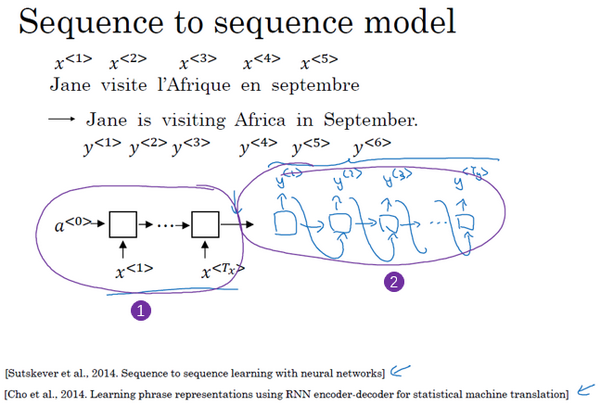 Sequence to sequence model
x<1> x<2> x<3> x<4> x<5>
Jane visite l'Afrique en septembre
→ Jane is visiting Africa in September.
y<1> y<2> y<3> y<4> y<5> y<6>
y<1> y<2> y<3> y<Ty>
a<0> → → ⋯ → → ⋯
x<1> x<Tx>
1 2
[Sutskever et al., 2014. Sequence to sequence learning with neural networks]
[Cho et al., 2014. Learning phrase representations using RNN encoder-decoder for statistical machine translation]